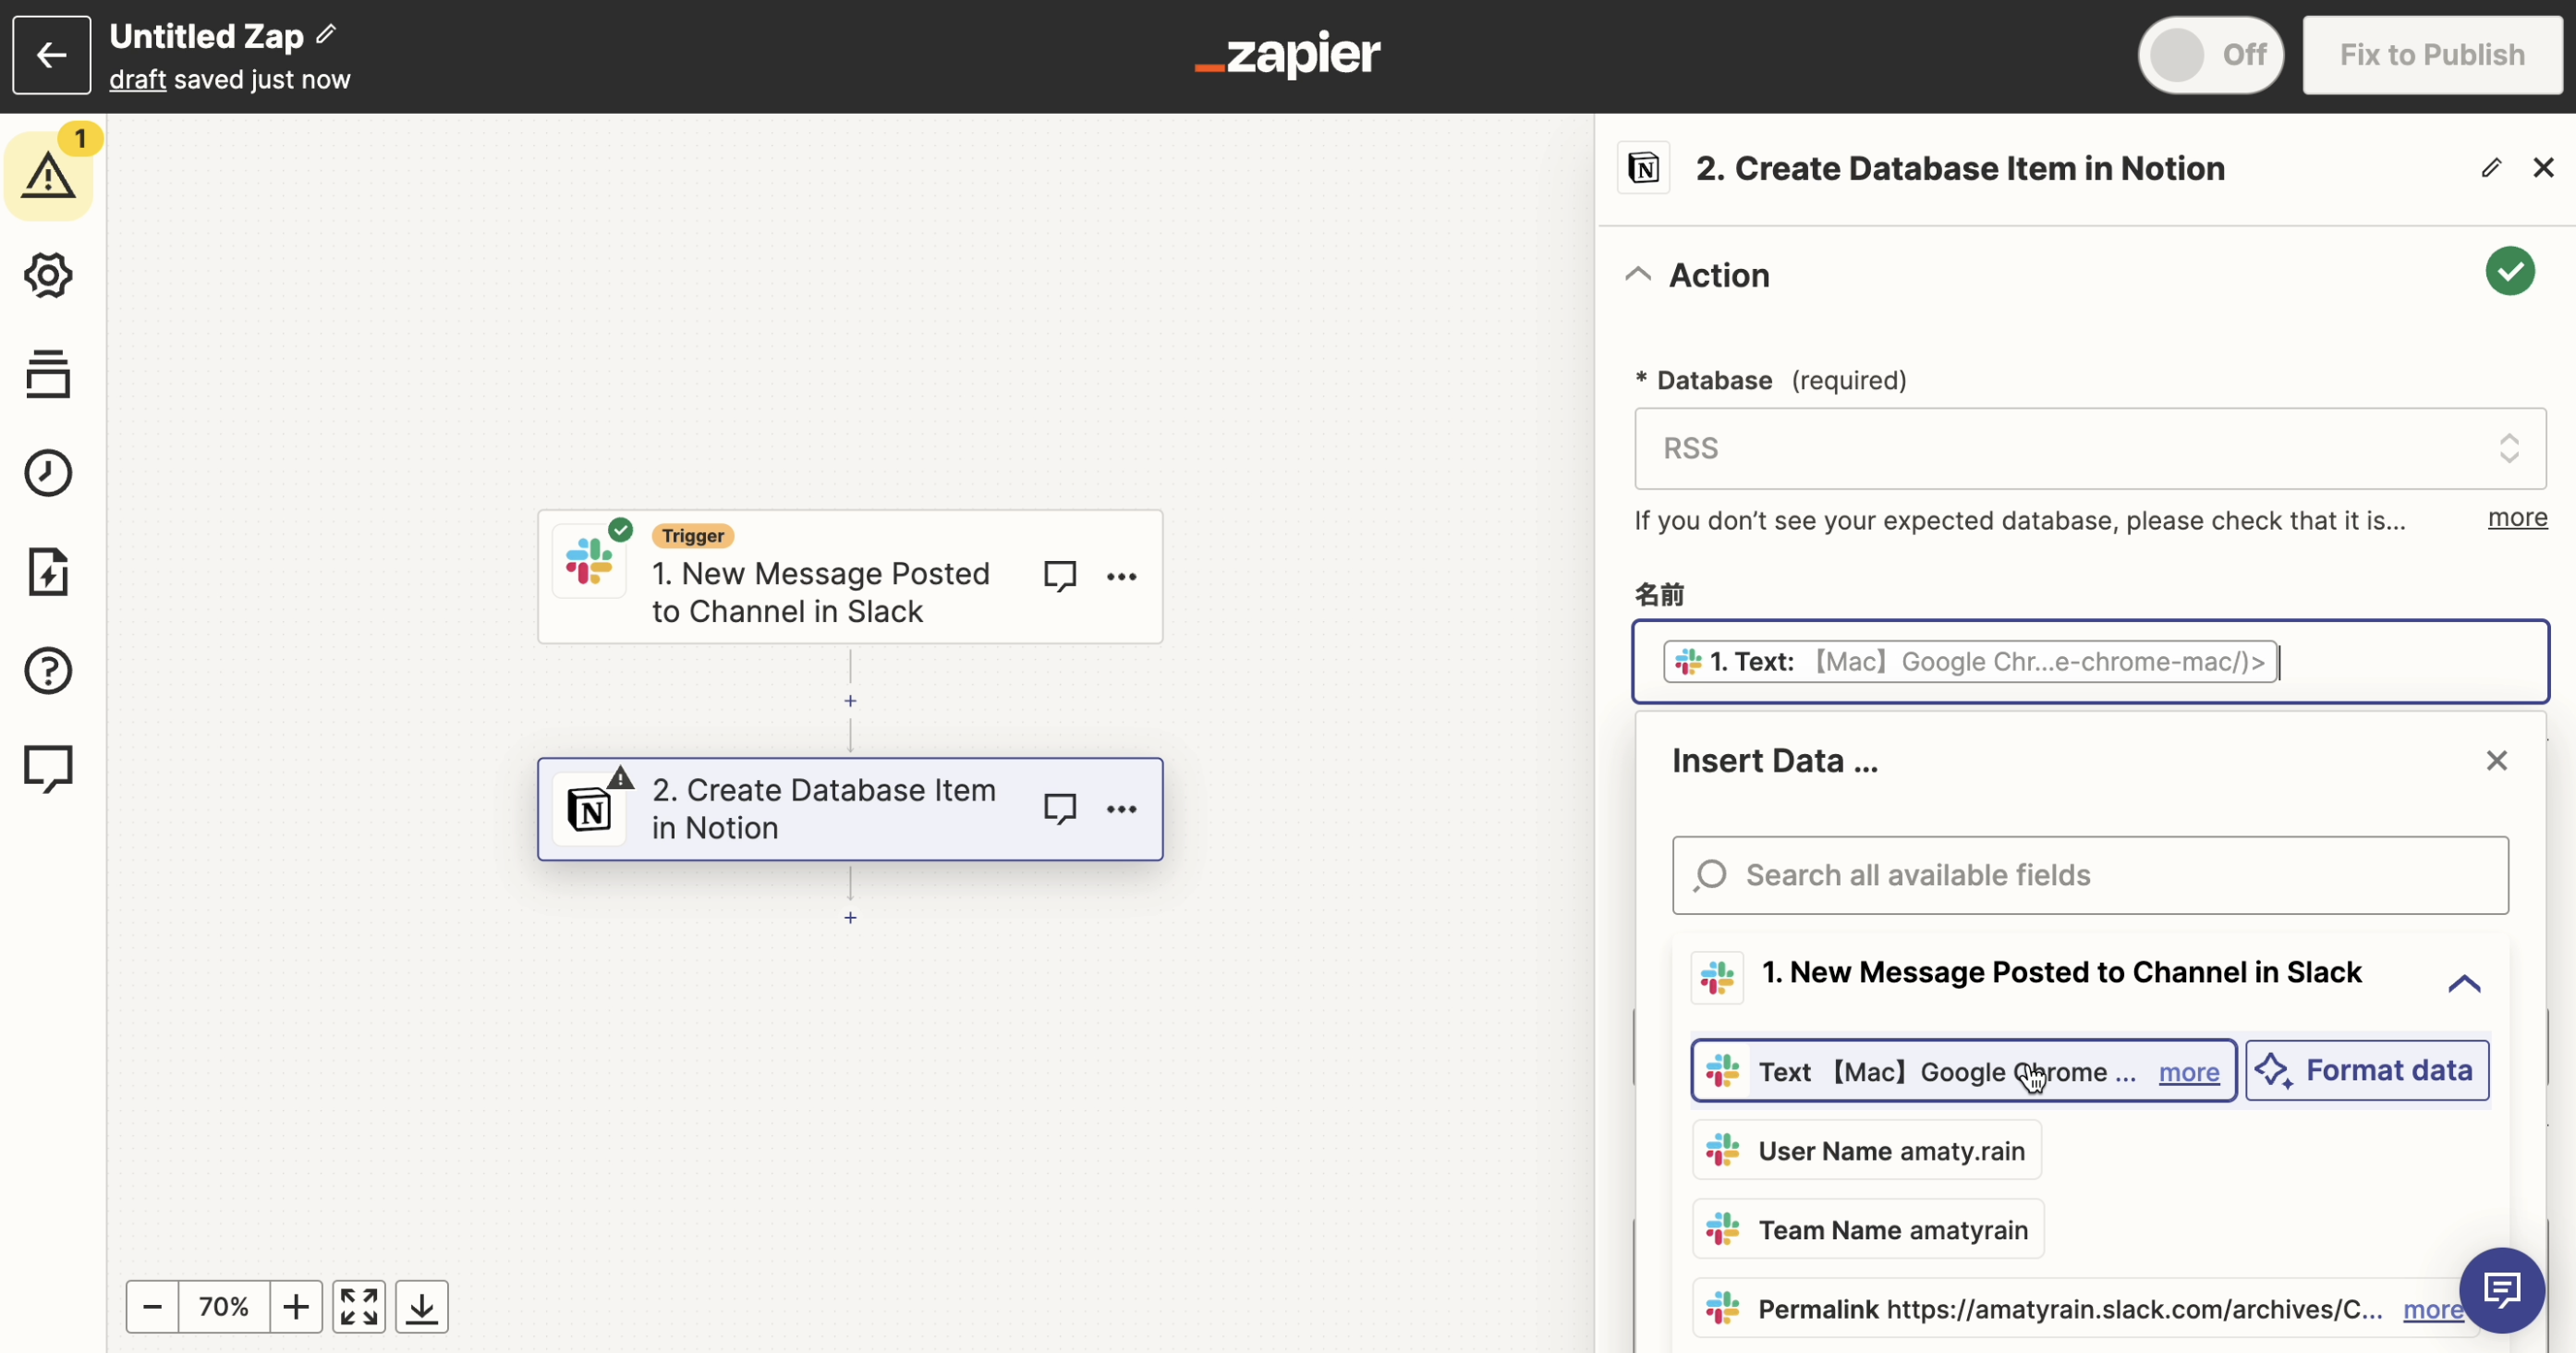 Untitled Zap
draft saved just now
zapier
Off
Fix to Publish
1
Trigger
1. New Message Posted
to Channel in Slack
2. Create Database Item
in Notion
70%
2. Create Database Item in Notion
Action
* Database (required)
RSS
If you don't see your expected database, please check that it is... more
名前
1. Text: 【Mac】Google Chr...e-chrome-mac/)>
Insert Data ...
Search all available fields
1. New Message Posted to Channel in Slack
Text 【Mac】Google Chrome ... more
Format data
User Name amaty.rain
Team Name amatyrain
Permalink https://amatyrain.slack.com/archives/C... more